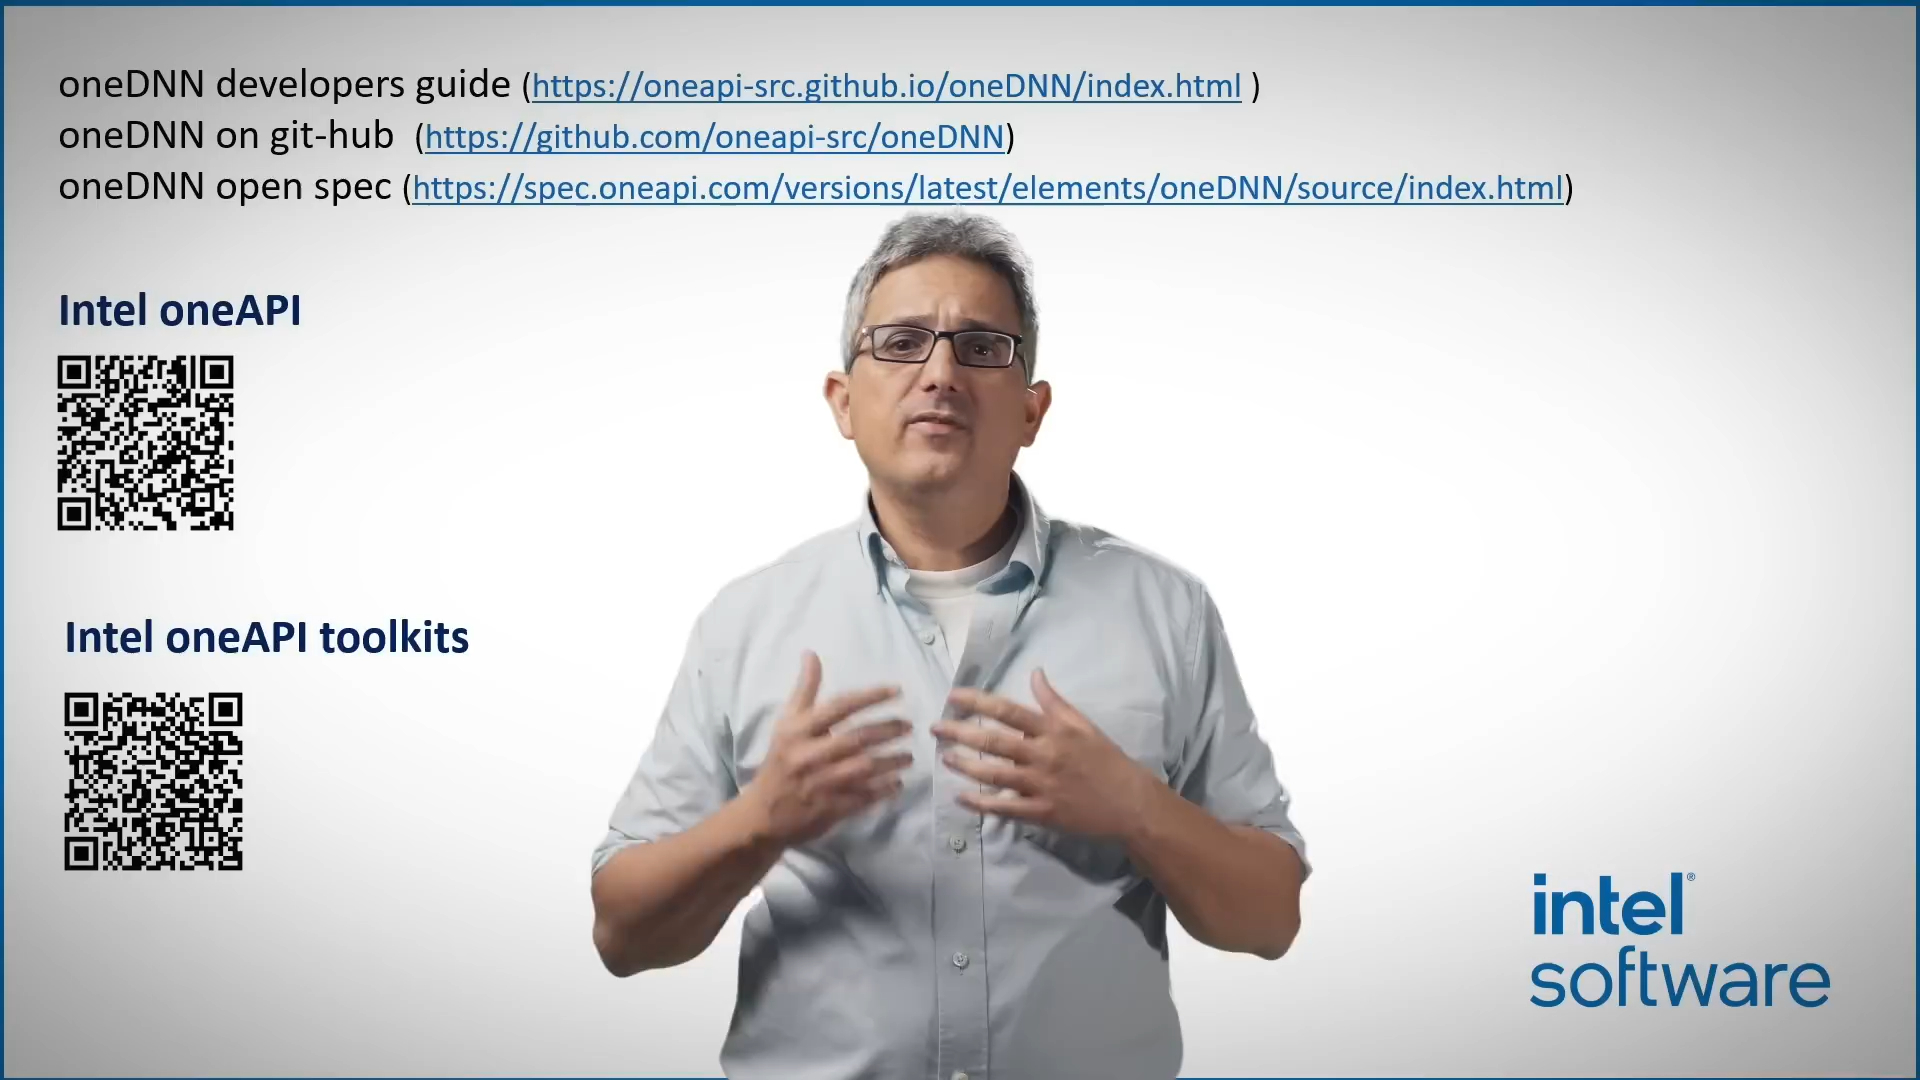 oneDNN developers guide (https://oneapi-src.github.io/oneDNN/index.html )
oneDNN on git-hub (https://github.com/oneapi-src/oneDNN)
oneDNN open spec (https://spec.oneapi.com/versions/latest/elements/oneDNN/source/index.html)
Intel oneAPI
Intel oneAPI toolkits
intel®
software